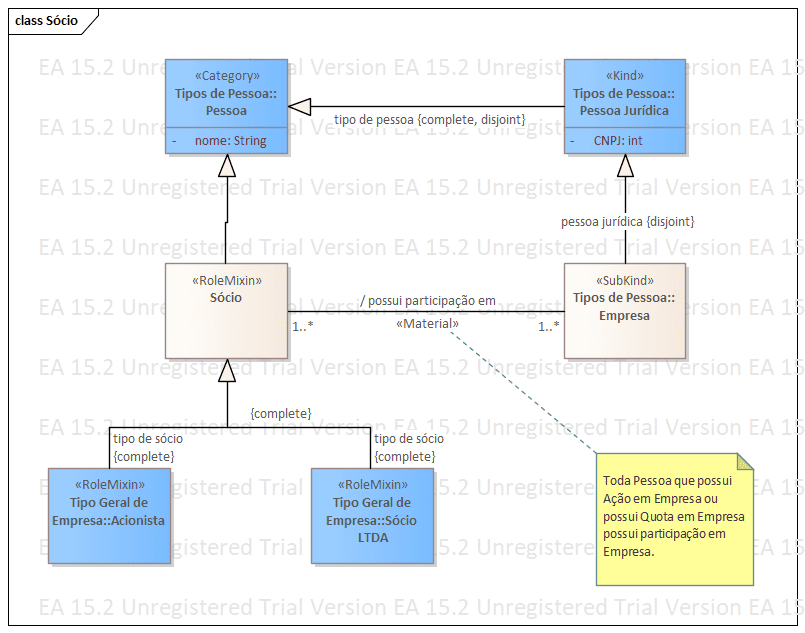 class Sócio
EA 15.2 Unregistered Trial Version EA 15.2 Unregistered Trial Version EA 15
«Category»
Tipos de Pessoa::
Pessoa
- nome: String
«Kind»
Tipos de Pessoa::
Pessoa Jurídica
- CNPJ: int
tipo de pessoa {complete, disjoint}
pessoa jurídica {disjoint}
«RoleMixin»
Sócio
/ possui participação em
1..*
«Material»
1..*
«SubKind»
Tipos de Pessoa::
Empresa
{complete}
tipo de sócio
{complete}
tipo de sócio
{complete}
«RoleMixin»
Tipo Geral de
Empresa::Acionista
«RoleMixin»
Tipo Geral de
Empresa::Sócio
LTDA
Toda Pessoa que possui
Ação em Empresa ou
possui Quota em Empresa
possui participação em
Empresa.